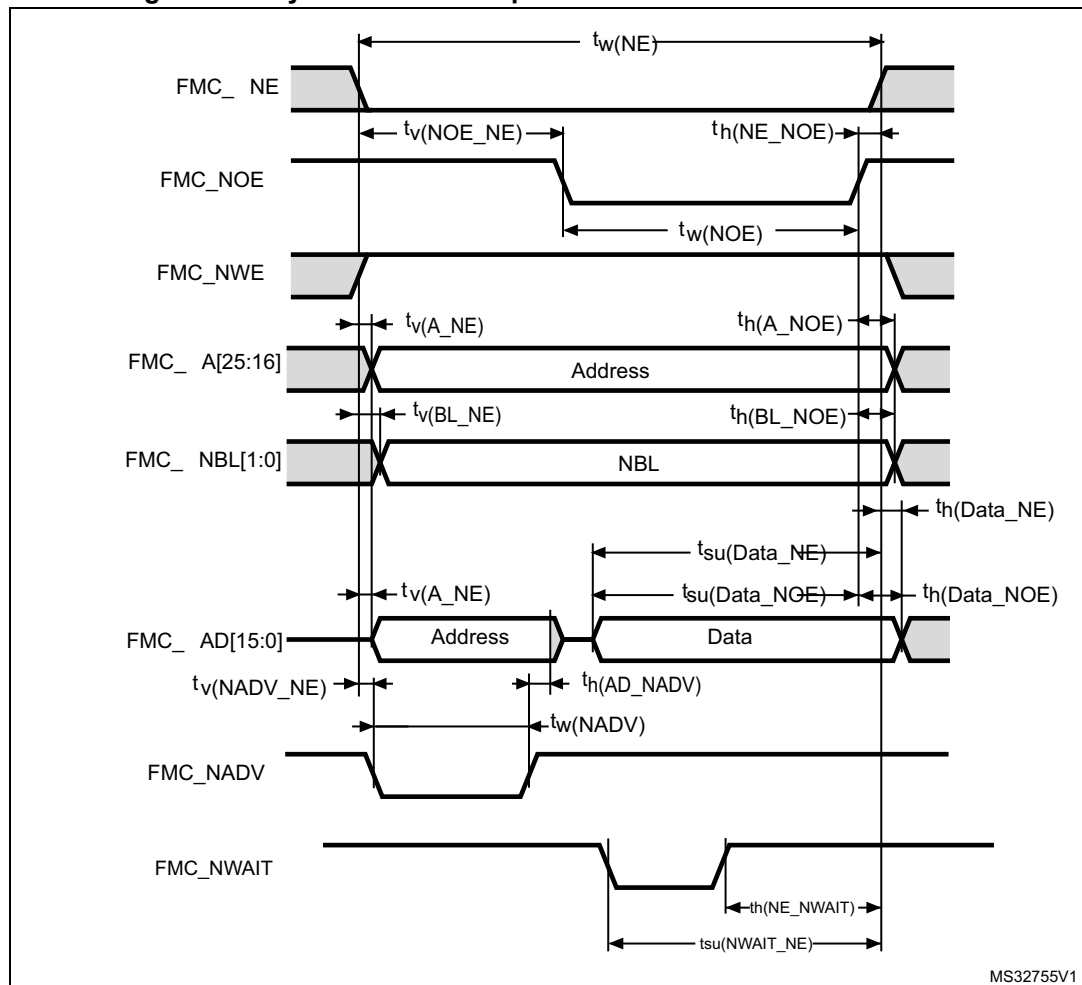 tw(NE)
FMC_ NE
tv(NOE_NE)
th(NE_NOE)
FMC_NOE
tw(NOE)
FMC_NWE
tv(A_NE)
th(A_NOE)
FMC_ A[25:16]
Address
tv(BL_NE)
th(BL_NOE)
FMC_ NBL[1:0]
NBL
th(Data_NE)
tsu(Data_NE)
tv(A_NE)
tsu(Data_NOE)
th(Data_NOE)
FMC_ AD[15:0]
Address
Data
tv(NADV_NE)
th(AD_NADV)
tw(NADV)
FMC_NADV
FMC_NWAIT
th(NE_NWAIT)
tsu(NWAIT_NE)
MS32755V1